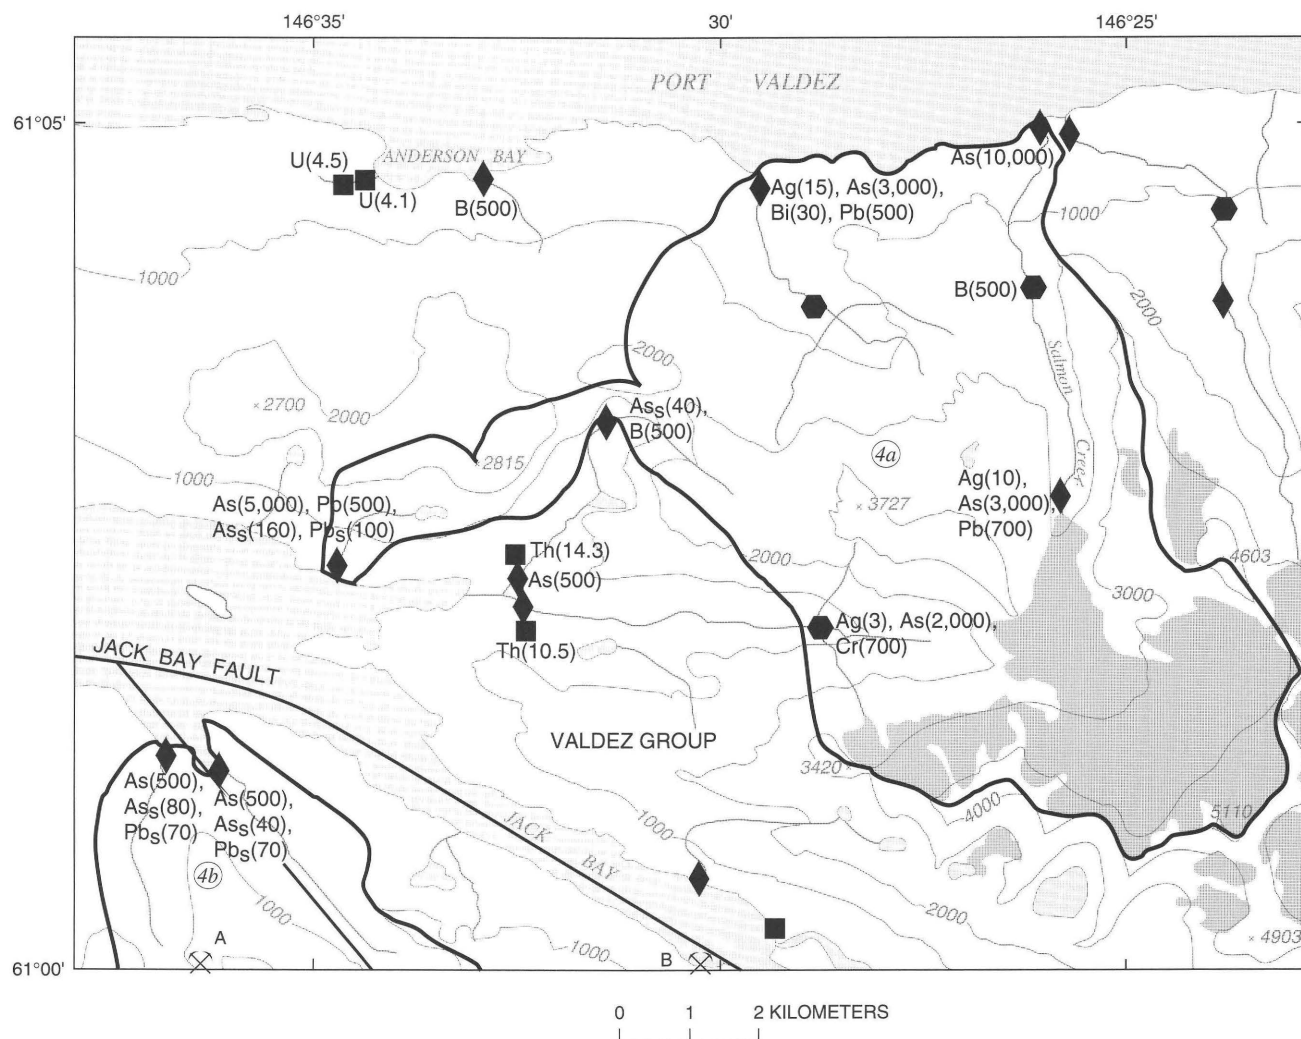 146°35'
30'
146°25'
PORT VALDEZ
61°05'
U(4.5)
ANDERSON BAY
U(4.1)
B(500)
As(10,000)
Ag(15), As(3,000),
Bi(30), Pb(500)
1000
1000
B(500)
2000
Salmon
Creek
2000
2700
2000
AsS(40),
B(500)
2815
4a
1000
As(5,000), Pb(500),
AsS(160), PbS(100)
3727
Ag(10),
As(3,000),
Pb(700)
Th(14.3)
As(500)
2000
4603
3000
Ag(3), As(2,000),
Cr(700)
Th(10.5)
JACK BAY FAULT
VALDEZ GROUP
3420
As(500),
AsS(80),
PbS(70)
As(500),
AsS(40),
PbS(70)
4000
5110
1000
JACK BAY
4b
1000
2000
A
1000
B
4903
61°00'
0 1 2 KILOMETERS